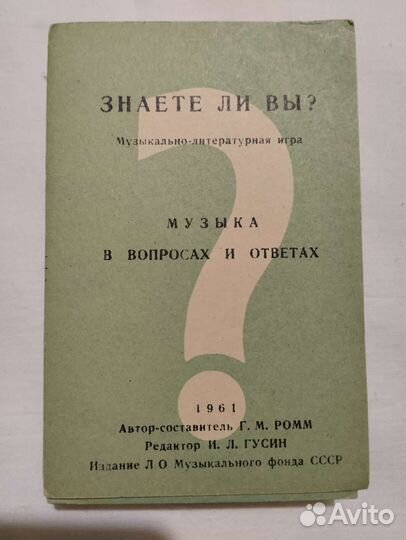 ЗНАЕТЕ ЛИ ВЫ?
Музыкально-литературная игра
МУЗЫКА
В ВОПРОСАХ И ОТВЕТАХ
1961
Автор-составитель Г. М. РОММ
Редактор И. Л. ГУСИН
Издание Л О Музыкального фонда СССР
Avito